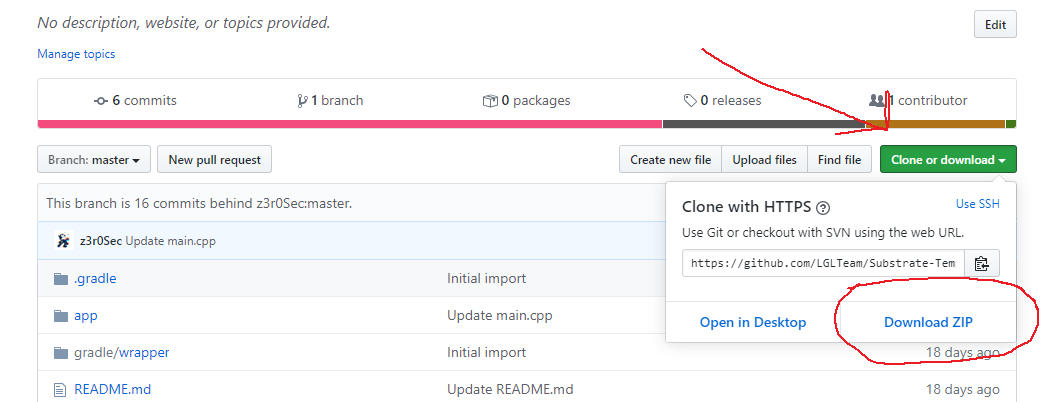 No description, website, or topics provided.
Edit
Manage topics
6 commits
1 branch
0 packages
0 releases
1 contributor
Branch: master
New pull request
Create new file
Upload files
Find file
Clone or download
This branch is 16 commits behind z3r0Sec:master.
Clone with HTTPS
Use SSH
Use Git or checkout with SVN using the web URL.
https://github.com/LGLTeam/Substrate-Tem
Open in Desktop
Download ZIP
z3r0Sec Update main.cpp
.gradle
Initial import
app
Update main.cpp
gradle/wrapper
Initial import
18 days ago
README.md
Update README.md
18 days ago